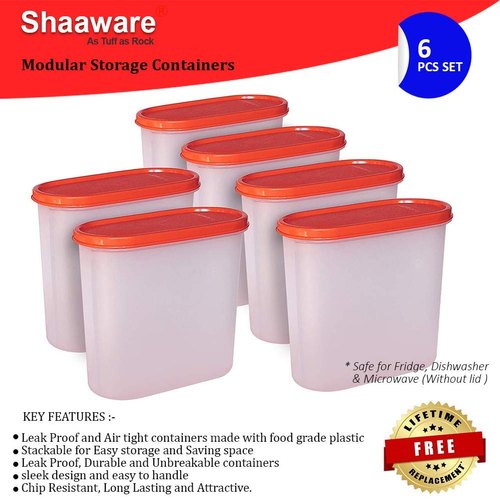 Shaaware®
As Tuff as Rock
Modular Storage Containers
6
PCS SET
* Safe for Fridge, Dishwasher
& Microwave (Without lid )
KEY FEATURES :-
Leak Proof and Air tight containers made with food grade plastic
Stackable for Easy storage and Saving space
Leak Proof, Durable and Unbreakable containers
sleek design and easy to handle
Chip Resistant, Long Lasting and Attractive.
LIFETIME
FREE
REPLACEMENT